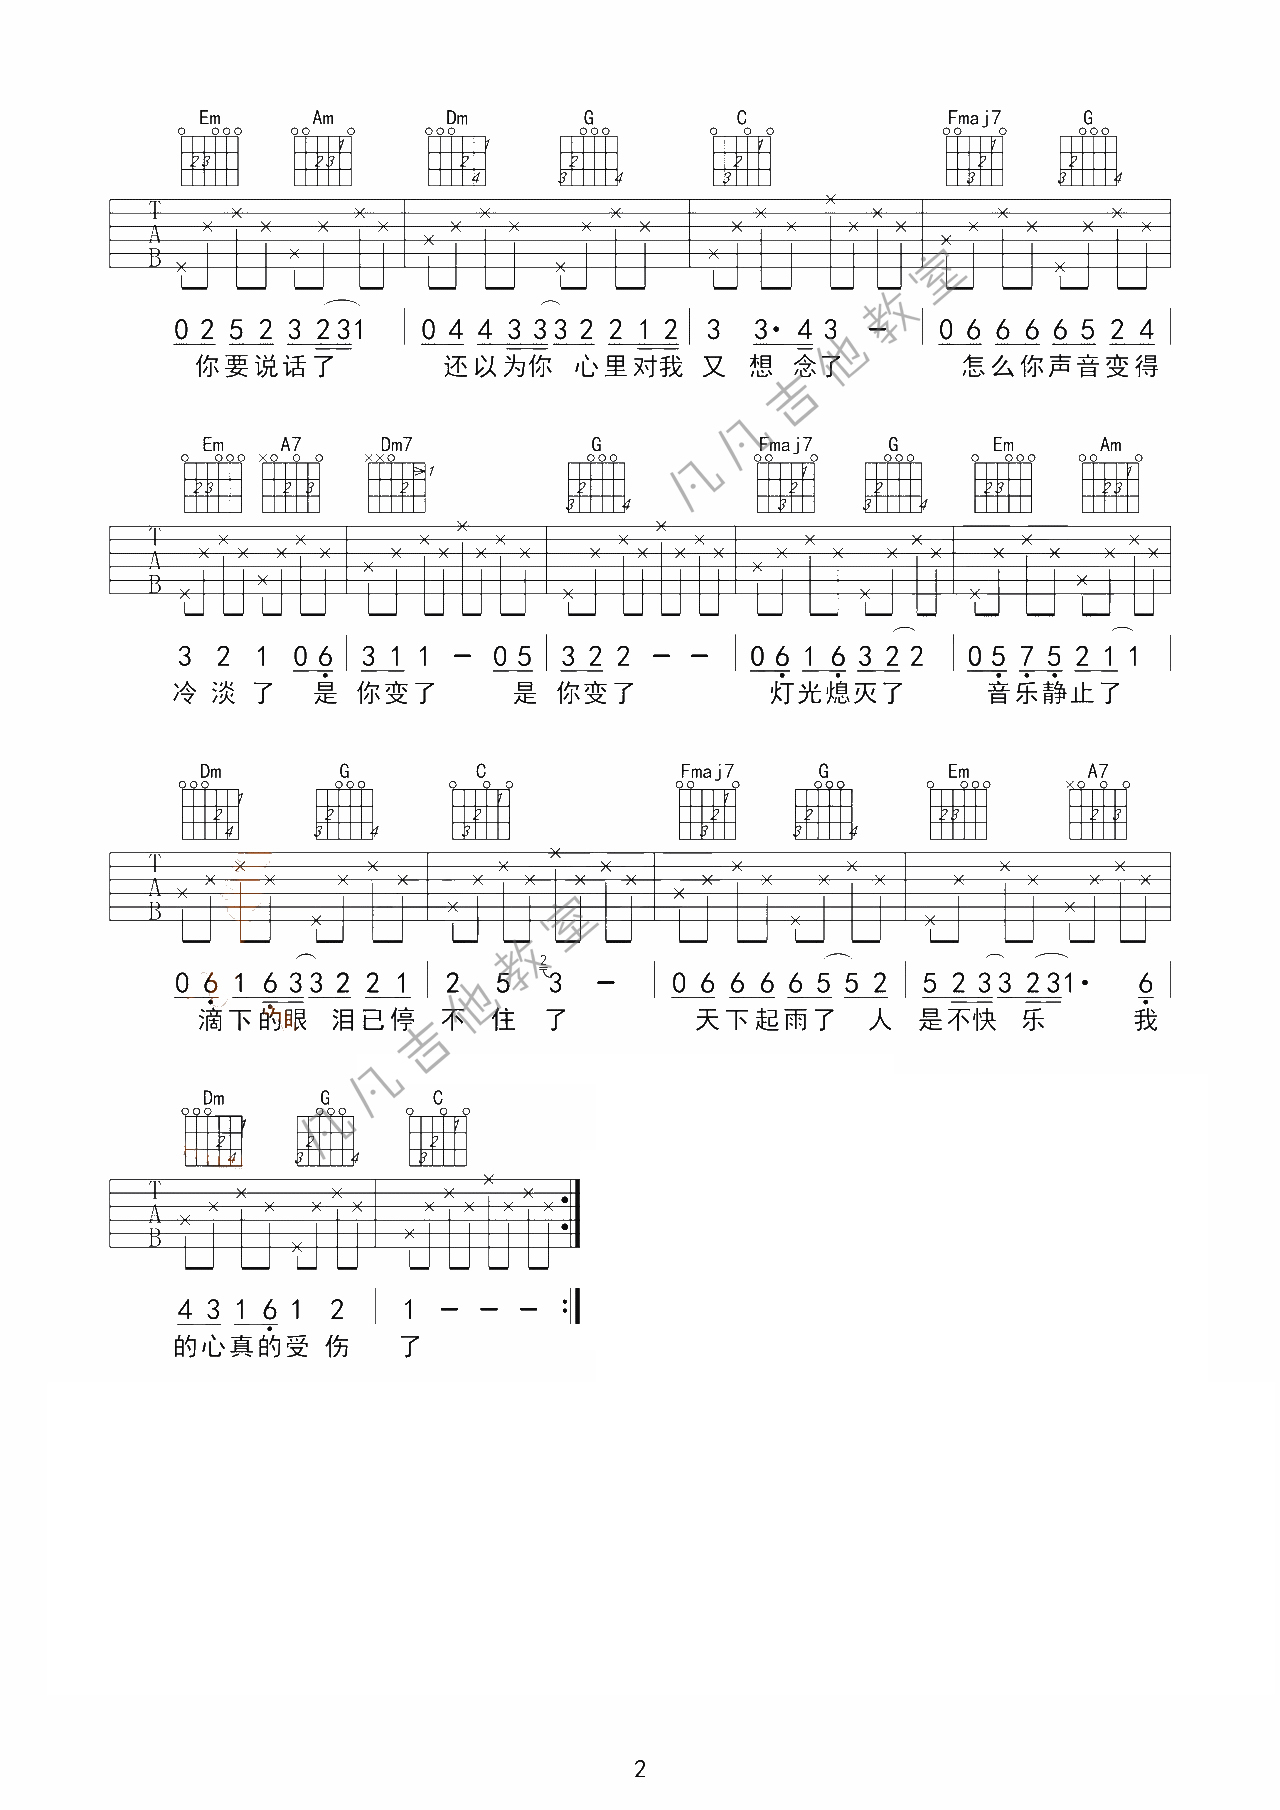 Em Am Dm G C Fmaj7 G
T A B
0 2 5 2 3 2 3 1 | 0 4 4 3 3 3 2 2 1 2 | 3 3· 4 3 – | 0 6 6 6 6 5 2 4
你要说话了 还以为你 心里对我 又 想 念了 怎么你声音变得
Em A7 Dm7 G Fmaj7 G Em Am
T A B
3 2 1 0 6 | 3 1 1 – 0 5 | 3 2 2 – – | 0 6 1 6 3 2 2 | 0 5 7 5 2 1 1
冷 淡 了 是 你变了 是 你变了 灯光熄灭了 音乐静止了
Dm G C Fmaj7 G Em A7
T A B
0 6 1 6 3 3 2 2 1 | 2 5 2 3 – | 0 6 6 6 6 5 5 2 | 5 2 3 3 2 3 1· 6
滴下的眼 泪已停 不 住 了 天下起雨了 人 是不快 乐 我
Dm G C
T A B
4 3 1 6 1 2 | 1 – – – :|
的心真的受 伤 了
凡凡吉他教室
凡凡吉他教室
2